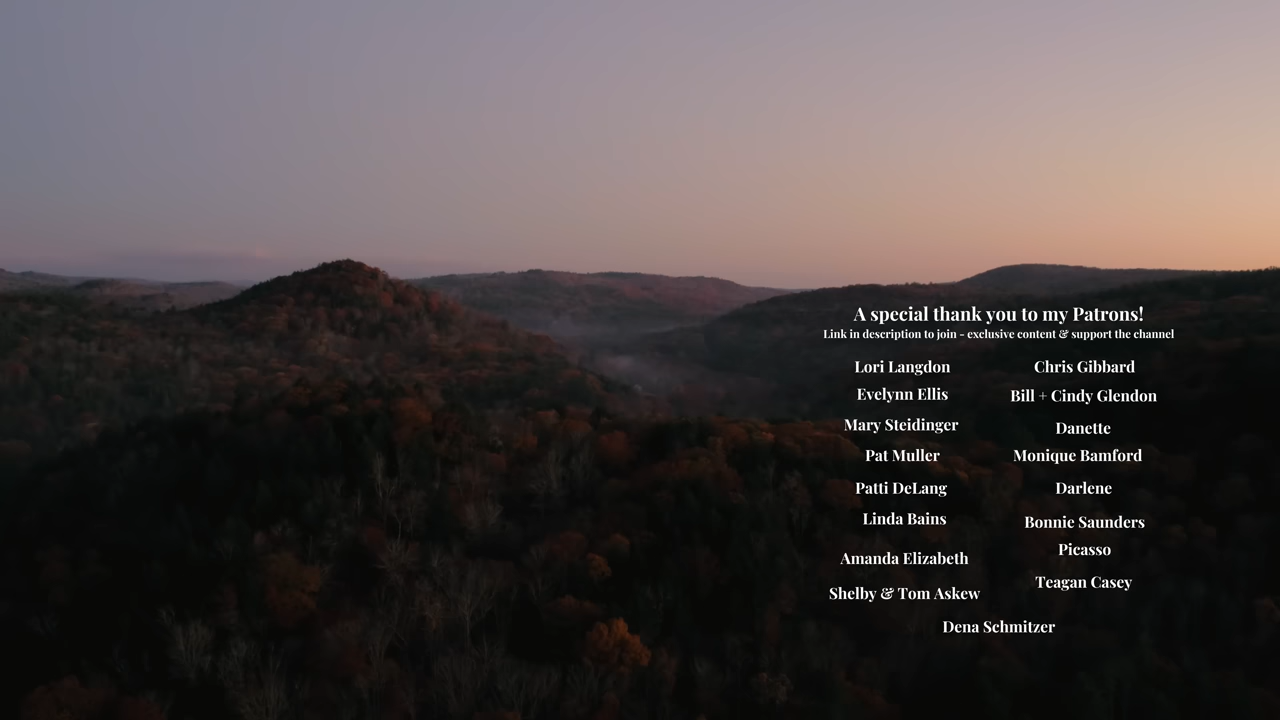 A special thank you to my Patrons!
Link in description to join - exclusive content & support the channel
Lori Langdon
Evelynn Ellis
Mary Steidinger
Pat Muller
Patti DeLang
Linda Bains
Amanda Elizabeth
Shelby & Tom Askew
Chris Gibbard
Bill + Cindy Glendon
Danette
Monique Bamford
Darlene
Bonnie Saunders
Picasso
Teagan Casey
Dena Schmitzer